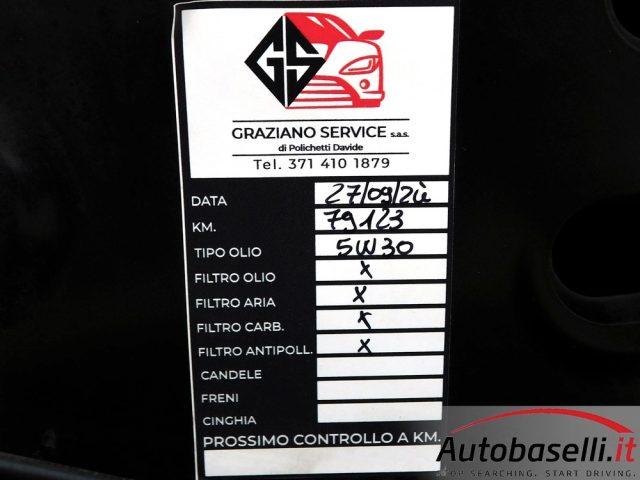 GS
GRAZIANO SERVICE s.a.s.
di Polichetti Davide
Tel. 371 410 1879
DATA 27/09/24
KM. 79123
TIPO OLIO 5W30
FILTRO OLIO X
FILTRO ARIA X
FILTRO CARB. X
FILTRO ANTIPOLL. X
CANDELE
FRENI
CINGHIA
PROSSIMO CONTROLLO A KM.
Autobaselli.it
STOP SEARCHING. START DRIVING.